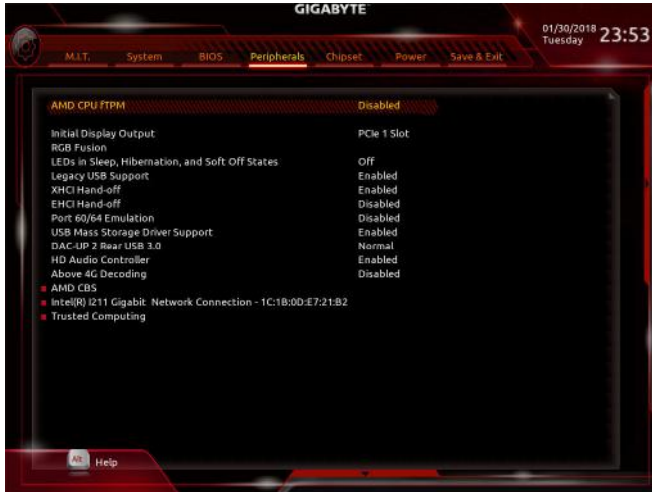 GIGABYTE
01/30/2018 Tuesday 23:53
M.I.T. System BIOS Peripherals Chipset Power Save & Exit
AMD CPU fTPM Disabled
Initial Display Output PCIe 1 Slot
RGB Fusion
LEDs in Sleep, Hibernation, and Soft Off States Off
Legacy USB Support Enabled
XHCI Hand-off Enabled
EHCI Hand-off Disabled
Port 60/64 Emulation Disabled
USB Mass Storage Driver Support Enabled
DAC-UP 2 Rear USB 3.0 Normal
HD Audio Controller Enabled
Above 4G Decoding Disabled
AMD CBS
Intel(R) I211 Gigabit Network Connection - 1C:1B:0D:E7:21:B2
Trusted Computing
Alt Help